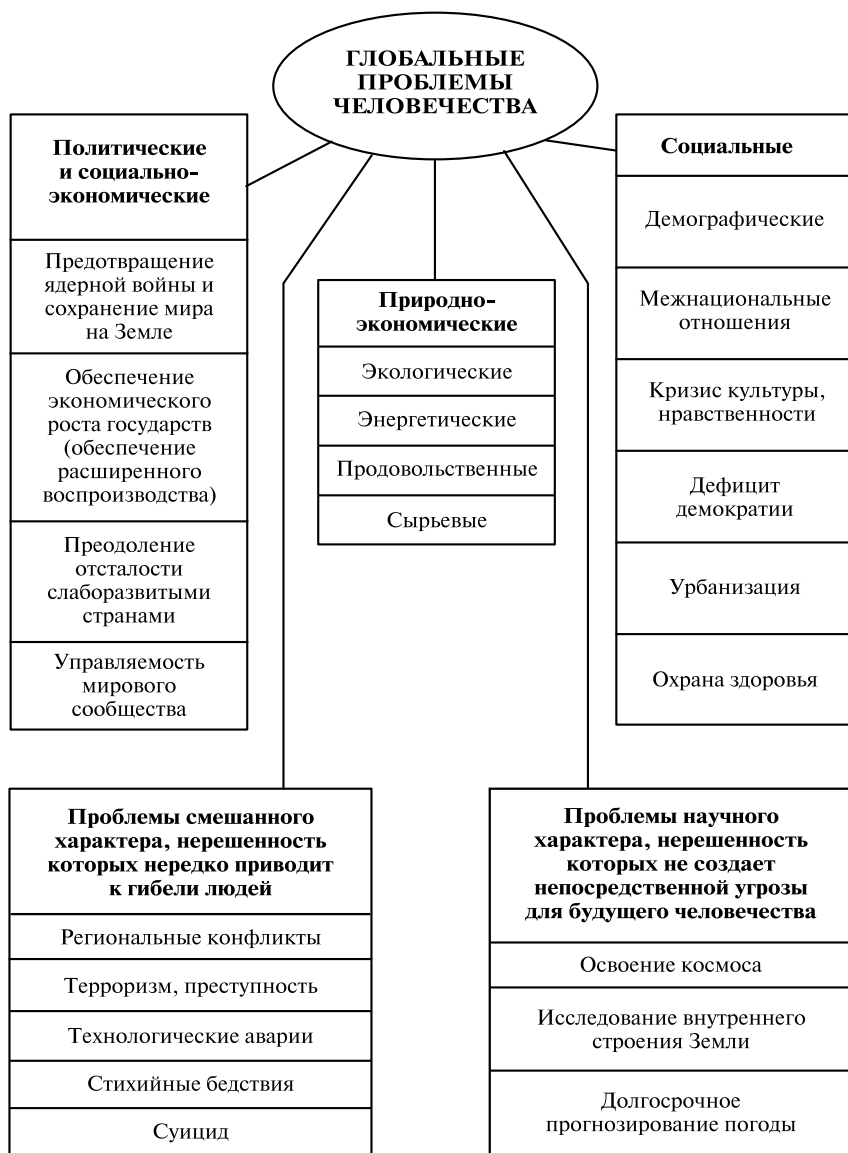 ГЛОБАЛЬНЫЕ
ПРОБЛЕМЫ
ЧЕЛОВЕЧЕСТВА
Политические
и социально-
экономические
Предотвращение
ядерной войны и
сохранение мира
на Земле
Обеспечение
экономического
роста государств
(обеспечение
расширенного
воспроизводства)
Преодоление
отсталости
слаборазвитыми
странами
Управляемость
мирового
сообщества
Природно-
экономические
Экологические
Энергетические
Продовольственные
Сырьевые
Социальные
Демографические
Межнациональные
отношения
Кризис культуры,
нравственности
Дефицит
демократии
Урбанизация
Охрана здоровья
Проблемы смешанного
характера, нерешенность
которых нередко приводит
к гибели людей
Региональные конфликты
Терроризм, преступность
Технологические аварии
Стихийные бедствия
Суицид
Проблемы научного
характера, нерешенность
которых не создает
непосредственной угрозы
для будущего человечества
Освоение космоса
Исследование внутреннего
строения Земли
Долгосрочное
прогнозирование погоды